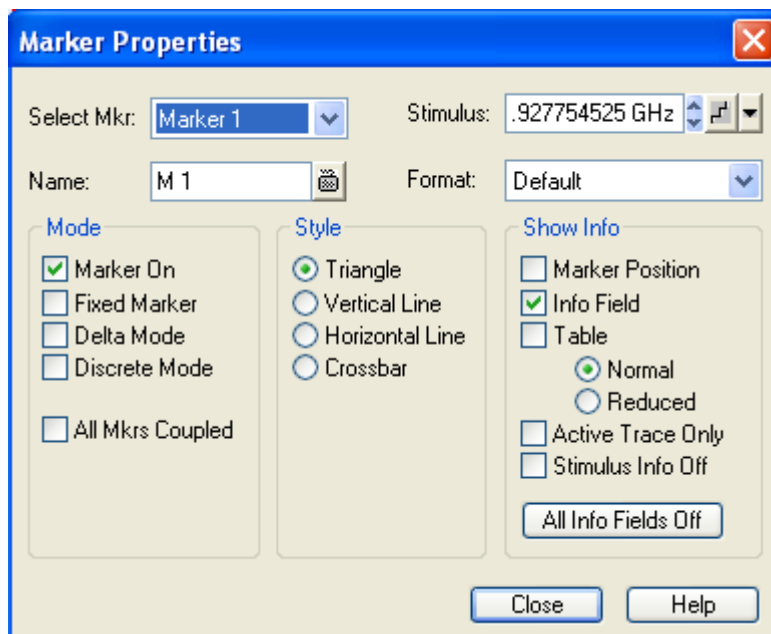 Marker Properties
Select Mkr: Marker 1
Stimulus: .927754525 GHz
Name: M 1
Format: Default
Mode
Marker On
Fixed Marker
Delta Mode
Discrete Mode
All Mkrs Coupled
Style
Triangle
Vertical Line
Horizontal Line
Crossbar
Show Info
Marker Position
Info Field
Table
Normal
Reduced
Active Trace Only
Stimulus Info Off
All Info Fields Off
Close
Help